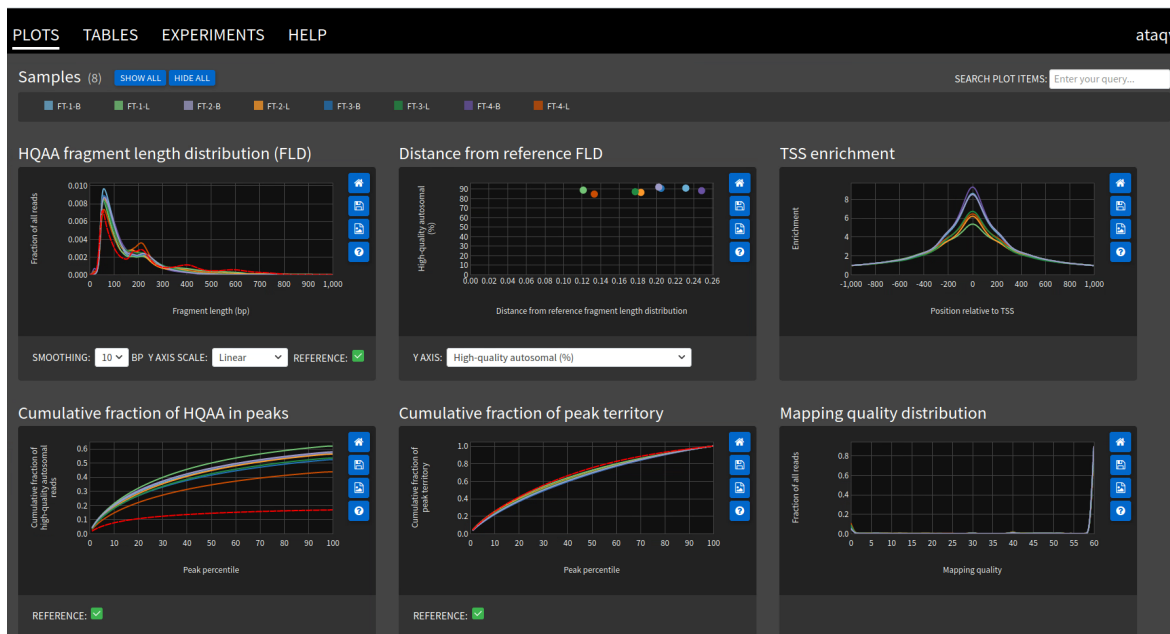 PLOTS TABLES EXPERIMENTS HELP ataqv
Samples (8) SHOW ALL HIDE ALL SEARCH PLOT ITEMS: Enter your query...
FT-1-B FT-1-L FT-2-B FT-2-L FT-3-B FT-3-L FT-4-B FT-4-L
HQAA fragment length distribution (FLD)
0.010
0.008
0.006
0.004
0.002
0.000
Fraction of all reads
0 100 200 300 400 500 600 700 800 900 1,000
Fragment length (bp)
SMOOTHING: 10 BP Y AXIS SCALE: Linear REFERENCE:
Distance from reference FLD
90
80
70
60
50
40
30
20
10
0
High-quality autosomal
(%)
0.00 0.02 0.04 0.06 0.08 0.10 0.12 0.14 0.16 0.18 0.20 0.22 0.24 0.26
Distance from reference fragment length distribution
Y AXIS: High-quality autosomal (%)
TSS enrichment
8
6
4
2
0
Enrichment
-1,000 -800 -600 -400 -200 0 200 400 600 800 1,000
Position relative to TSS
Cumulative fraction of HQAA in peaks
0.6
0.5
0.4
0.3
0.2
0.1
0.0
Cumulative fraction of
high-quality autosomal
reads
0 10 20 30 40 50 60 70 80 90 100
Peak percentile
REFERENCE:
Cumulative fraction of peak territory
1.0
0.8
0.6
0.4
0.2
0.0
Cumulative fraction of
peak territory
0 10 20 30 40 50 60 70 80 90 100
Peak percentile
REFERENCE:
Mapping quality distribution
0.8
0.6
0.4
0.2
0.0
Fraction of all reads
0 5 10 15 20 25 30 35 40 45 50 55 60
Mapping quality